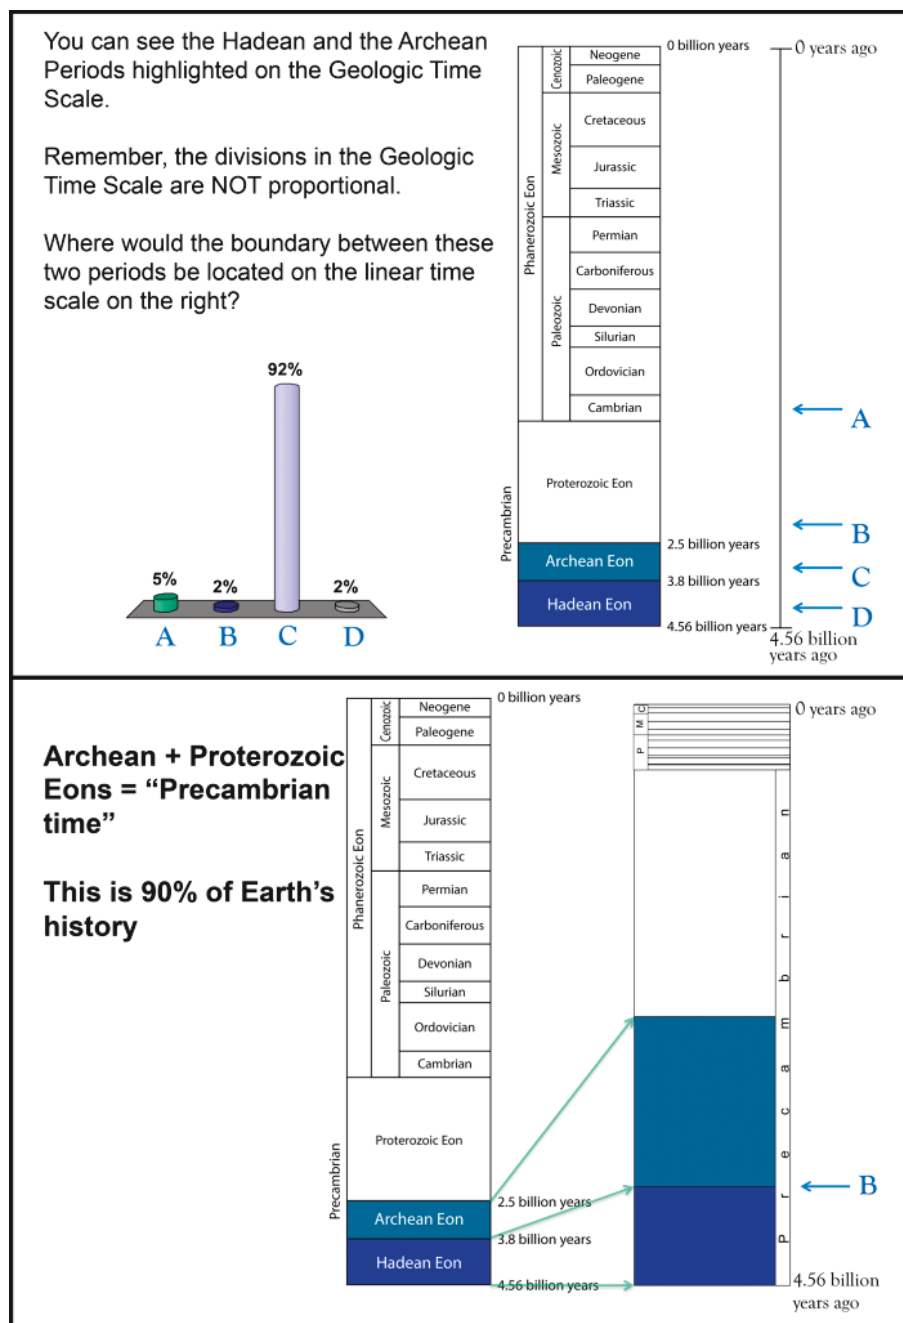 You can see the Hadean and the Archean
Periods highlighted on the Geologic Time
Scale.
Remember, the divisions in the Geologic
Time Scale are NOT proportional.
Where would the boundary between these
two periods be located on the linear time
scale on the right?
92%
5%
2%
2%
A
B
C
D
Phanerozoic Eon
Cenozoic
Neogene
Paleogene
Mesozoic
Cretaceous
Jurassic
Triassic
Paleozoic
Permian
Carboniferous
Devonian
Silurian
Ordovician
Cambrian
Precambrian
Proterozoic Eon
Archean Eon
Hadean Eon
0 billion years
2.5 billion years
3.8 billion years
4.56 billion years
0 years ago
A
B
C
D
4.56 billion
years ago
Archean + Proterozoic
Eons = “Precambrian
time”
This is 90% of Earth’s
history
Phanerozoic Eon
Cenozoic
Neogene
Paleogene
Mesozoic
Cretaceous
Jurassic
Triassic
Paleozoic
Permian
Carboniferous
Devonian
Silurian
Ordovician
Cambrian
Precambrian
Proterozoic Eon
Archean Eon
Hadean Eon
0 billion years
2.5 billion years
3.8 billion years
4.56 billion years
C
M
P
Precambrian
0 years ago
B
4.56 billion
years ago